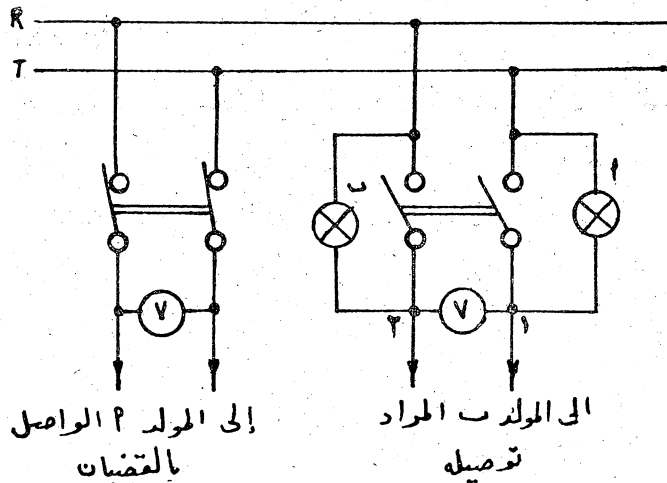 R
T
ب
أ
V
٢
V
١
إلى المولد أ الواصل
بالقضبان
الى المولد ب المراد
توصيله